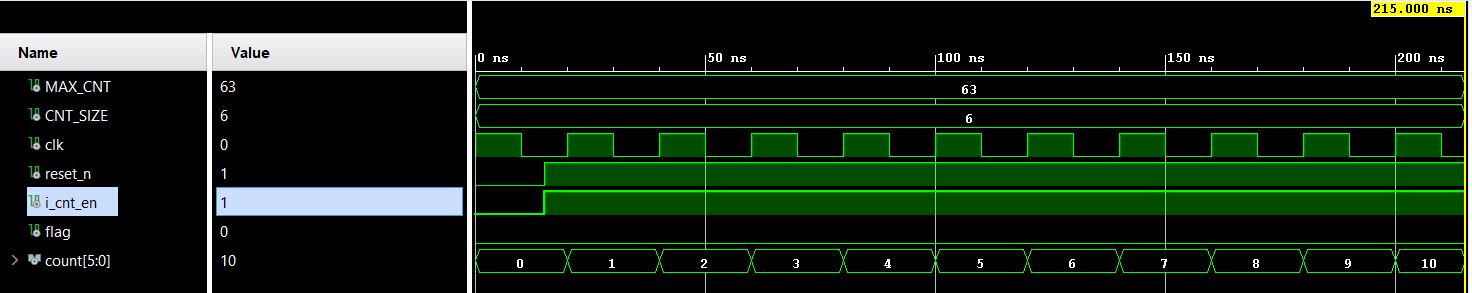 215.000 ns
Name Value
0 ns 50 ns 100 ns 150 ns 200 ns
MAX_CNT 63 63
CNT_SIZE 6 6
clk 0
reset_n 1
i_cnt_en 1
flag 0
count[5:0] 10 0 1 2 3 4 5 6 7 8 9 10